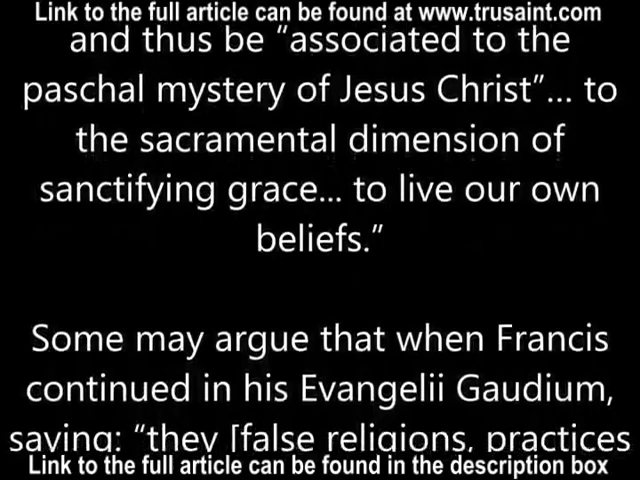 Link to the full article can be found at www.trusaint.com
and thus be “associated to the
paschal mystery of Jesus Christ”... to
the sacramental dimension of
sanctifying grace... to live our own
beliefs.”
Some may argue that when Francis
continued in his Evangelii Gaudium,
saying: “they [false religions, practices
Link to the full article can be found in the description box